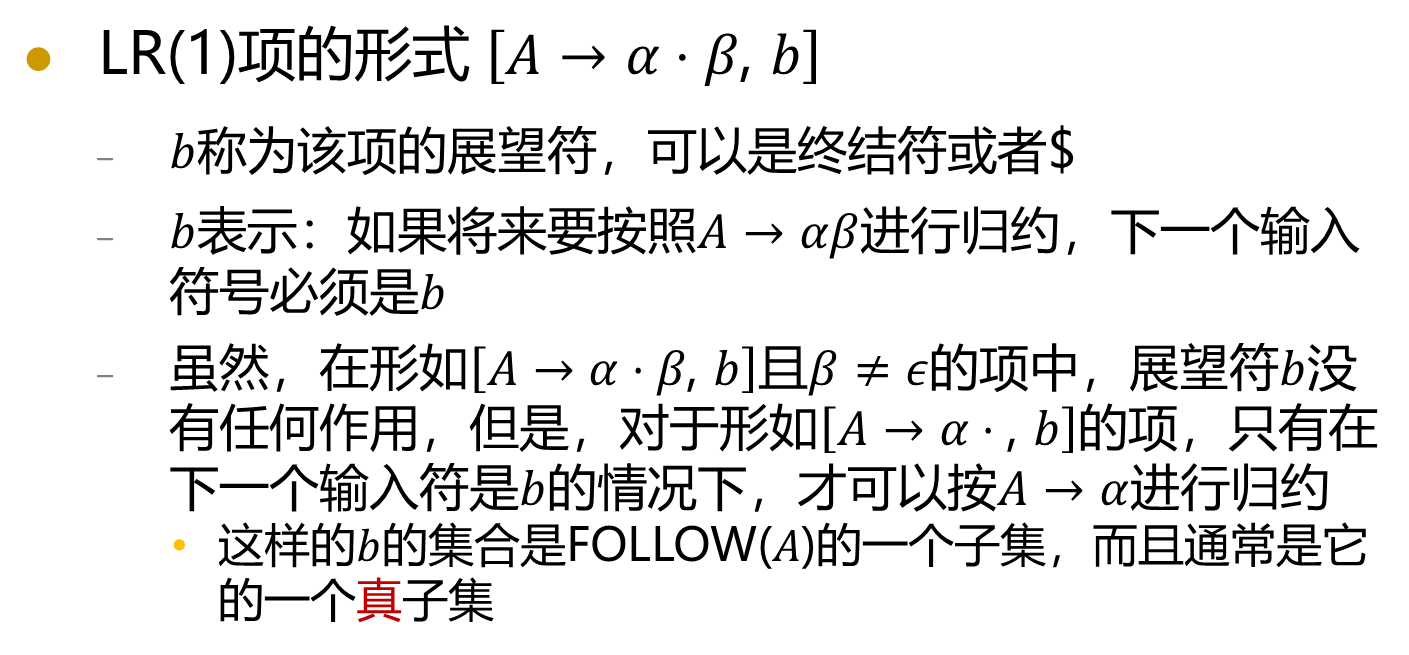 ● LR(1)项的形式 [A → α · β, b]
– b称为该项的展望符，可以是终结符或者$
– b表示：如果将来要按照A → αβ进行归约，下一个输入
符号必须是b
– 虽然，在形如[A → α · β, b]且β ≠ ϵ的项中，展望符b没
有任何作用，但是，对于形如[A → α · , b]的项，只有在
下一个输入符是b的情况下，才可以按A → α进行归约
• 这样的b的集合是FOLLOW(A)的一个子集，而且通常是它
的一个真子集